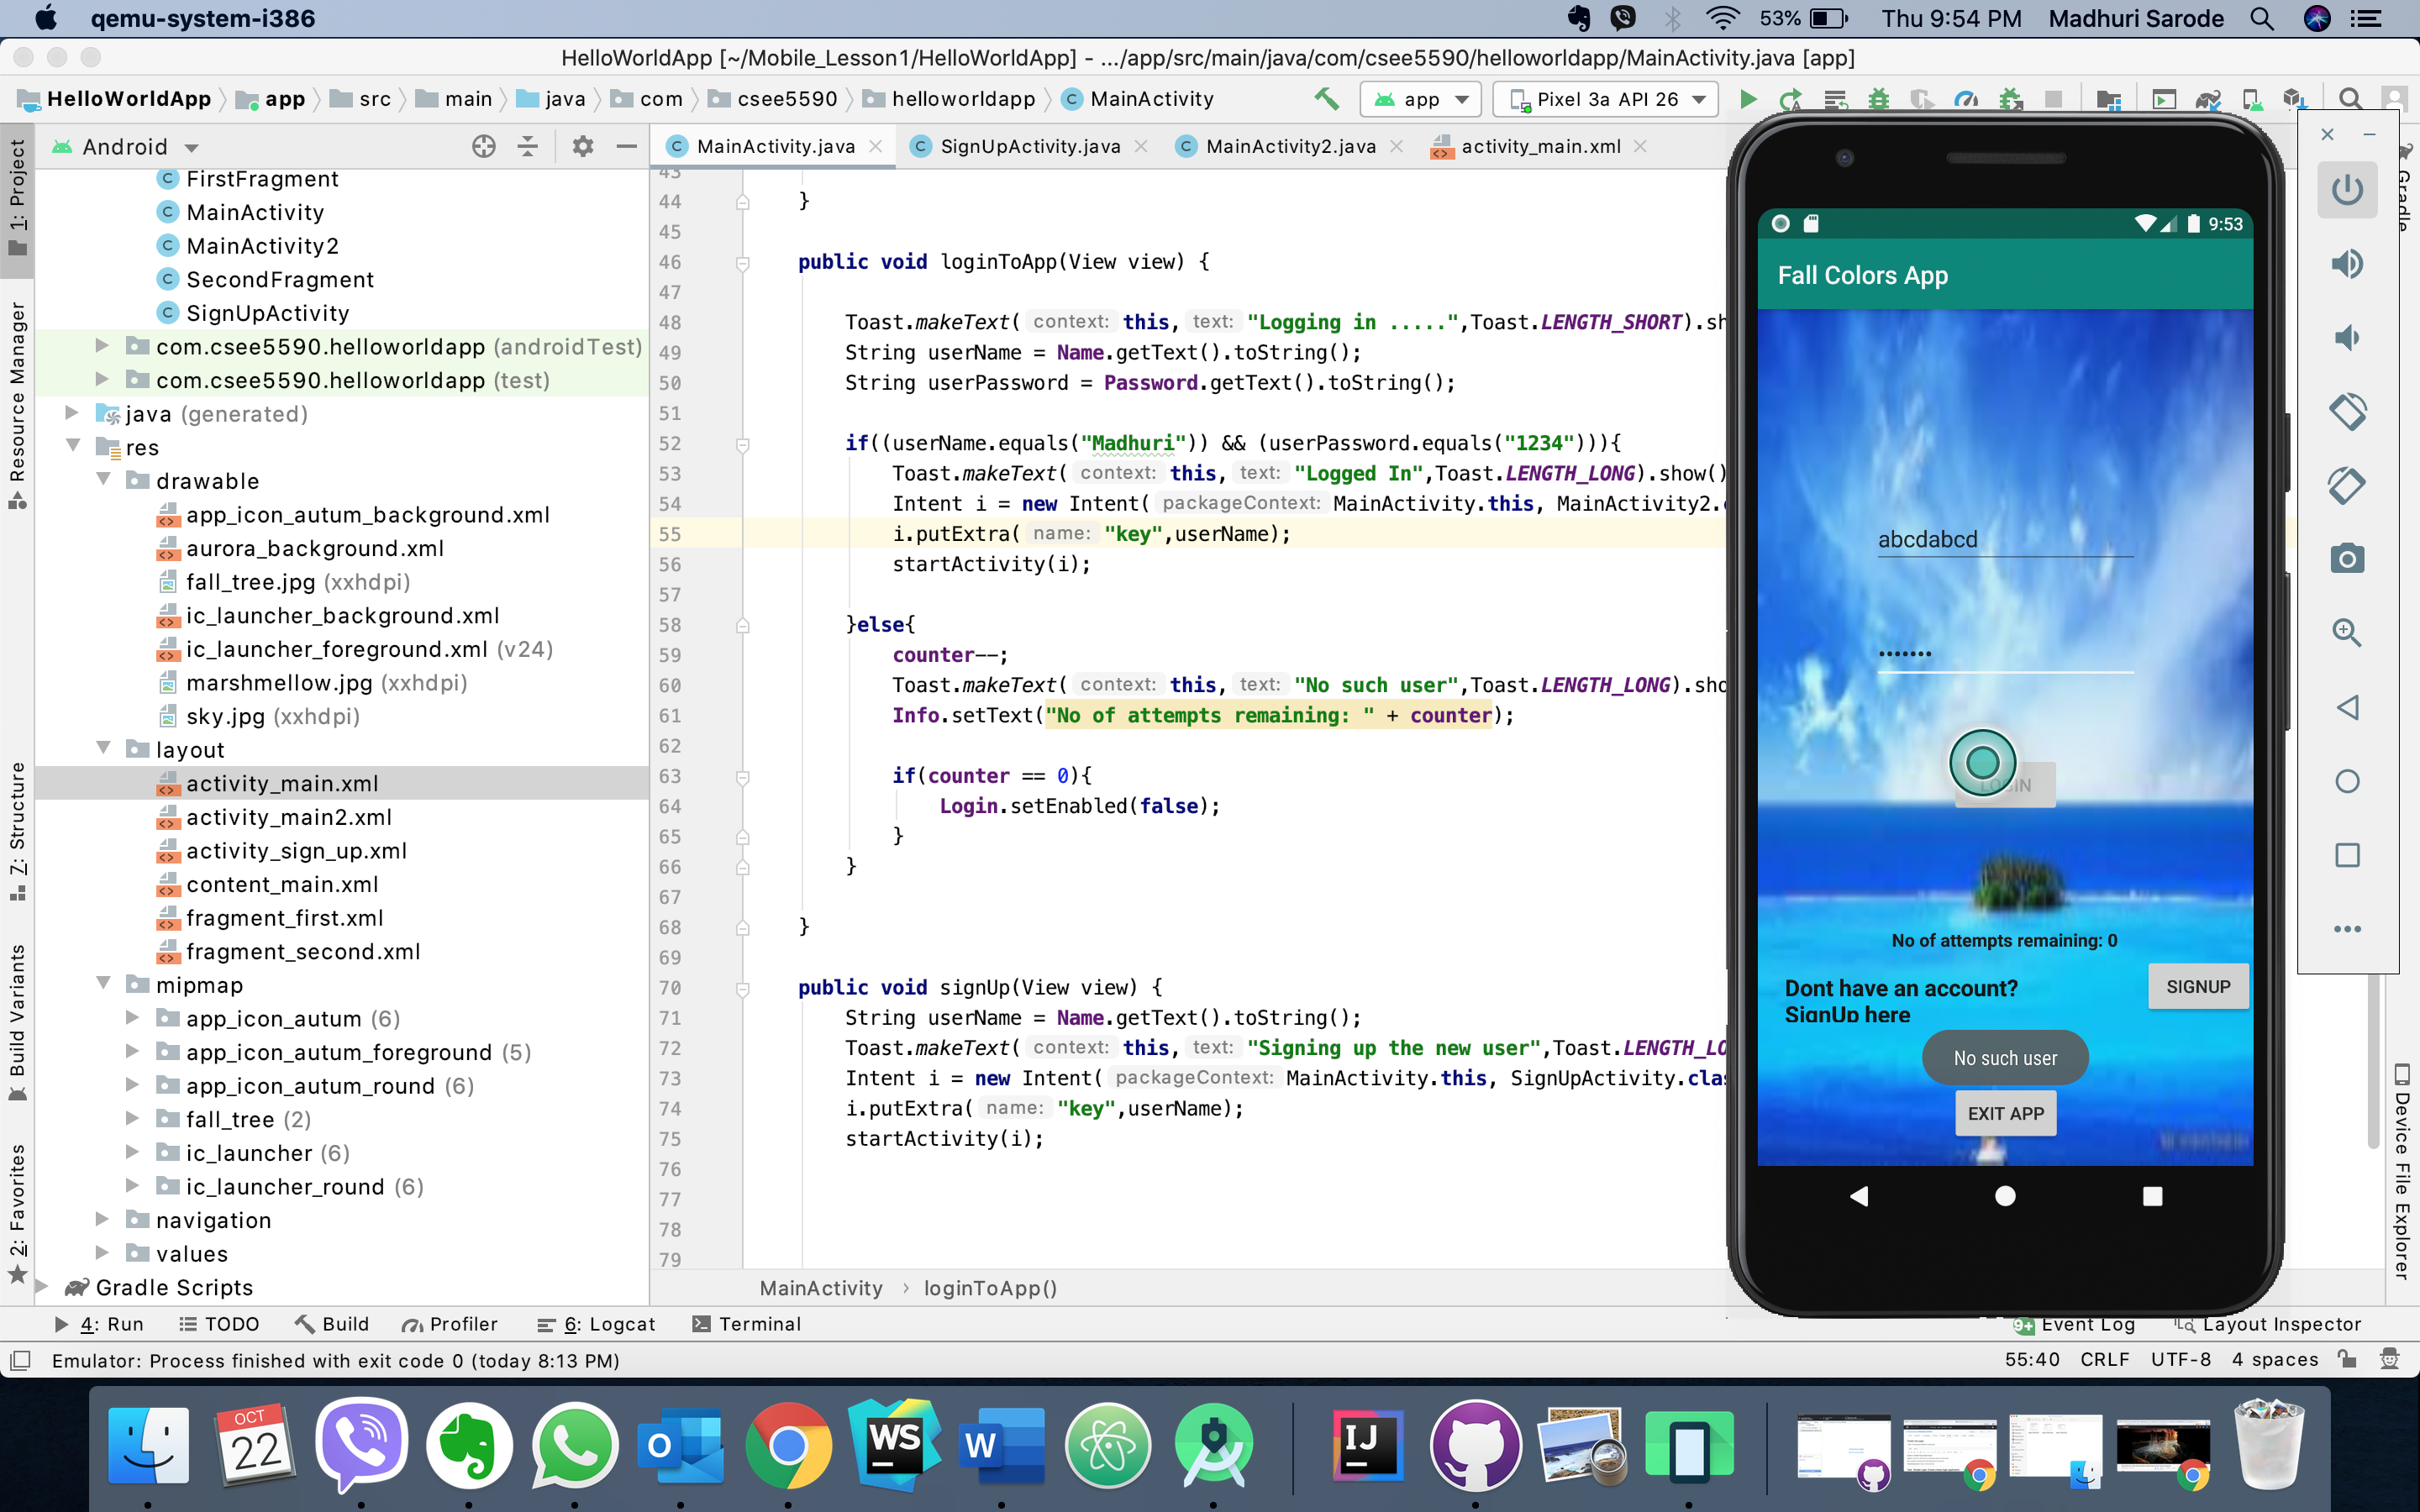 qemu-system-i386
53% Thu 9:54 PM Madhuri Sarode
HelloWorldApp [~/Mobile_Lesson1/HelloWorldApp] - .../app/src/main/java/com/csee5590/helloworldapp/MainActivity.java [app]
HelloWorldApp app src main java com csee5590 helloworldapp MainActivity
app Pixel 3a API 26
1: Project
Resource Manager
7: Structure
Build Variants
2: Favorites
Android
FirstFragment
MainActivity
MainActivity2
SecondFragment
SignUpActivity
com.csee5590.helloworldapp (androidTest)
com.csee5590.helloworldapp (test)
java (generated)
res
drawable
app_icon_autum_background.xml
aurora_background.xml
fall_tree.jpg (xxhdpi)
ic_launcher_background.xml
ic_launcher_foreground.xml (v24)
marshmellow.jpg (xxhdpi)
sky.jpg (xxhdpi)
layout
activity_main.xml
activity_main2.xml
activity_sign_up.xml
content_main.xml
fragment_first.xml
fragment_second.xml
mipmap
app_icon_autum (6)
app_icon_autum_foreground (5)
app_icon_autum_round (6)
fall_tree (2)
ic_launcher (6)
ic_launcher_round (6)
navigation
values
Gradle Scripts
MainActivity.java SignUpActivity.java MainActivity2.java activity_main.xml
43
44 }
45
46 public void loginToApp(View view) {
47
48 Toast.makeText( context: this, text: "Logging in .....",Toast.LENGTH_SHORT).sh
49 String userName = Name.getText().toString();
50 String userPassword = Password.getText().toString();
51
52 if((userName.equals("Madhuri")) && (userPassword.equals("1234"))){
53 Toast.makeText( context: this, text: "Logged In",Toast.LENGTH_LONG).show()
54 Intent i = new Intent( packageContext: MainActivity.this, MainActivity2.
55 i.putExtra( name: "key",userName);
56 startActivity(i);
57
58 }else{
59 counter--;
60 Toast.makeText( context: this, text: "No such user",Toast.LENGTH_LONG).sho
61 Info.setText("No of attempts remaining: " + counter);
62
63 if(counter == 0){
64 Login.setEnabled(false);
65 }
66 }
67
68 }
69
70 public void signUp(View view) {
71 String userName = Name.getText().toString();
72 Toast.makeText( context: this, text: "Signing up the new user",Toast.LENGTH_LO
73 Intent i = new Intent( packageContext: MainActivity.this, SignUpActivity.clas
74 i.putExtra( name: "key",userName);
75 startActivity(i);
76
77
78
79
MainActivity › loginToApp()
9:53
Fall Colors App
abcdabcd
LOGIN
No of attempts remaining: 0
Dont have an account?
SignUp here
SIGNUP
No such user
EXIT APP
Gradle
Device File Explorer
4: Run TODO Build Profiler 6: Logcat Terminal
9+ Event Log Layout Inspector
Emulator: Process finished with exit code 0 (today 8:13 PM)
55:40 CRLF UTF-8 4 spaces
OCT
22
O
WS
W
IJ